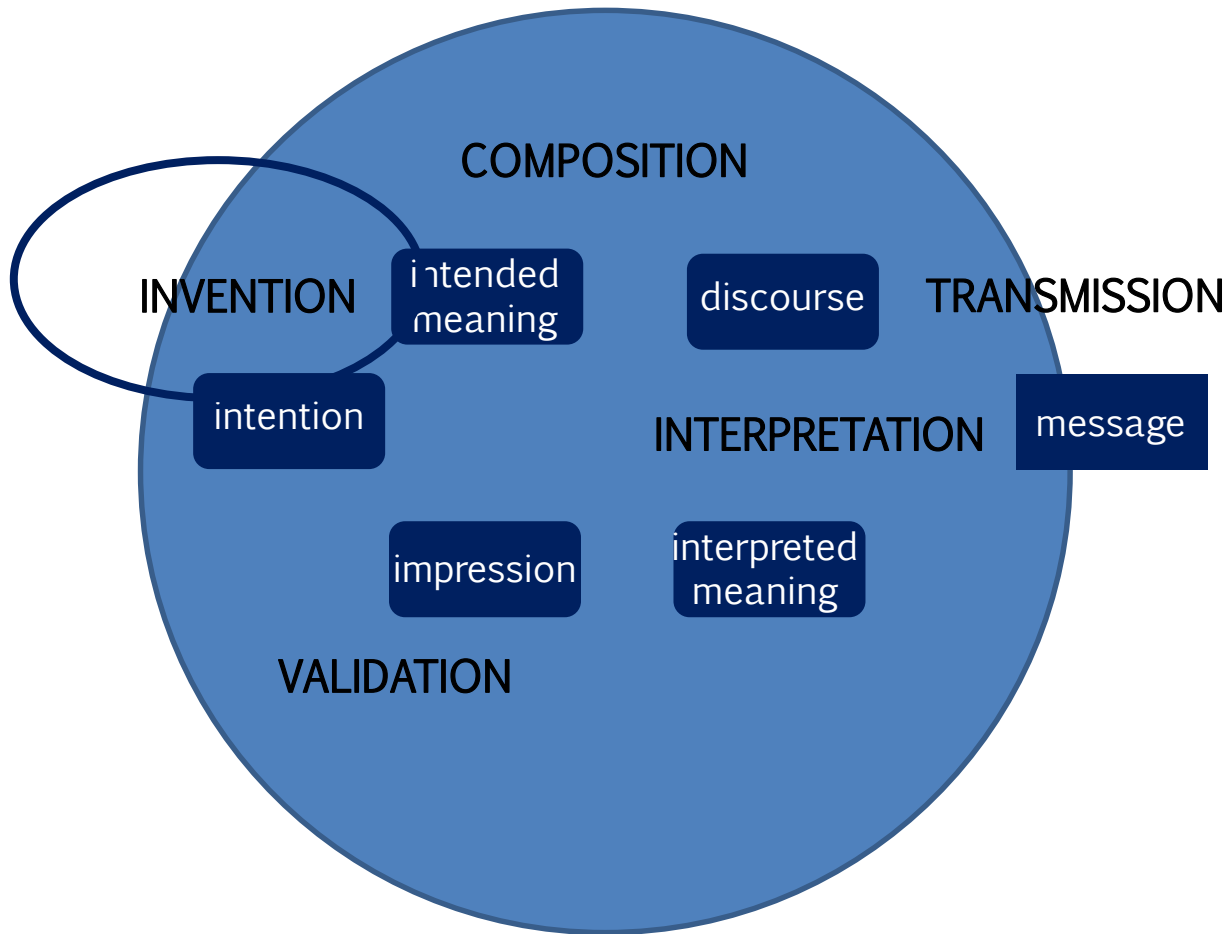 COMPOSITION
intended
meaning
discourse
INVENTION
TRANSMISSION
intention
INTERPRETATION
message
impression
interpreted
meaning
VALIDATION